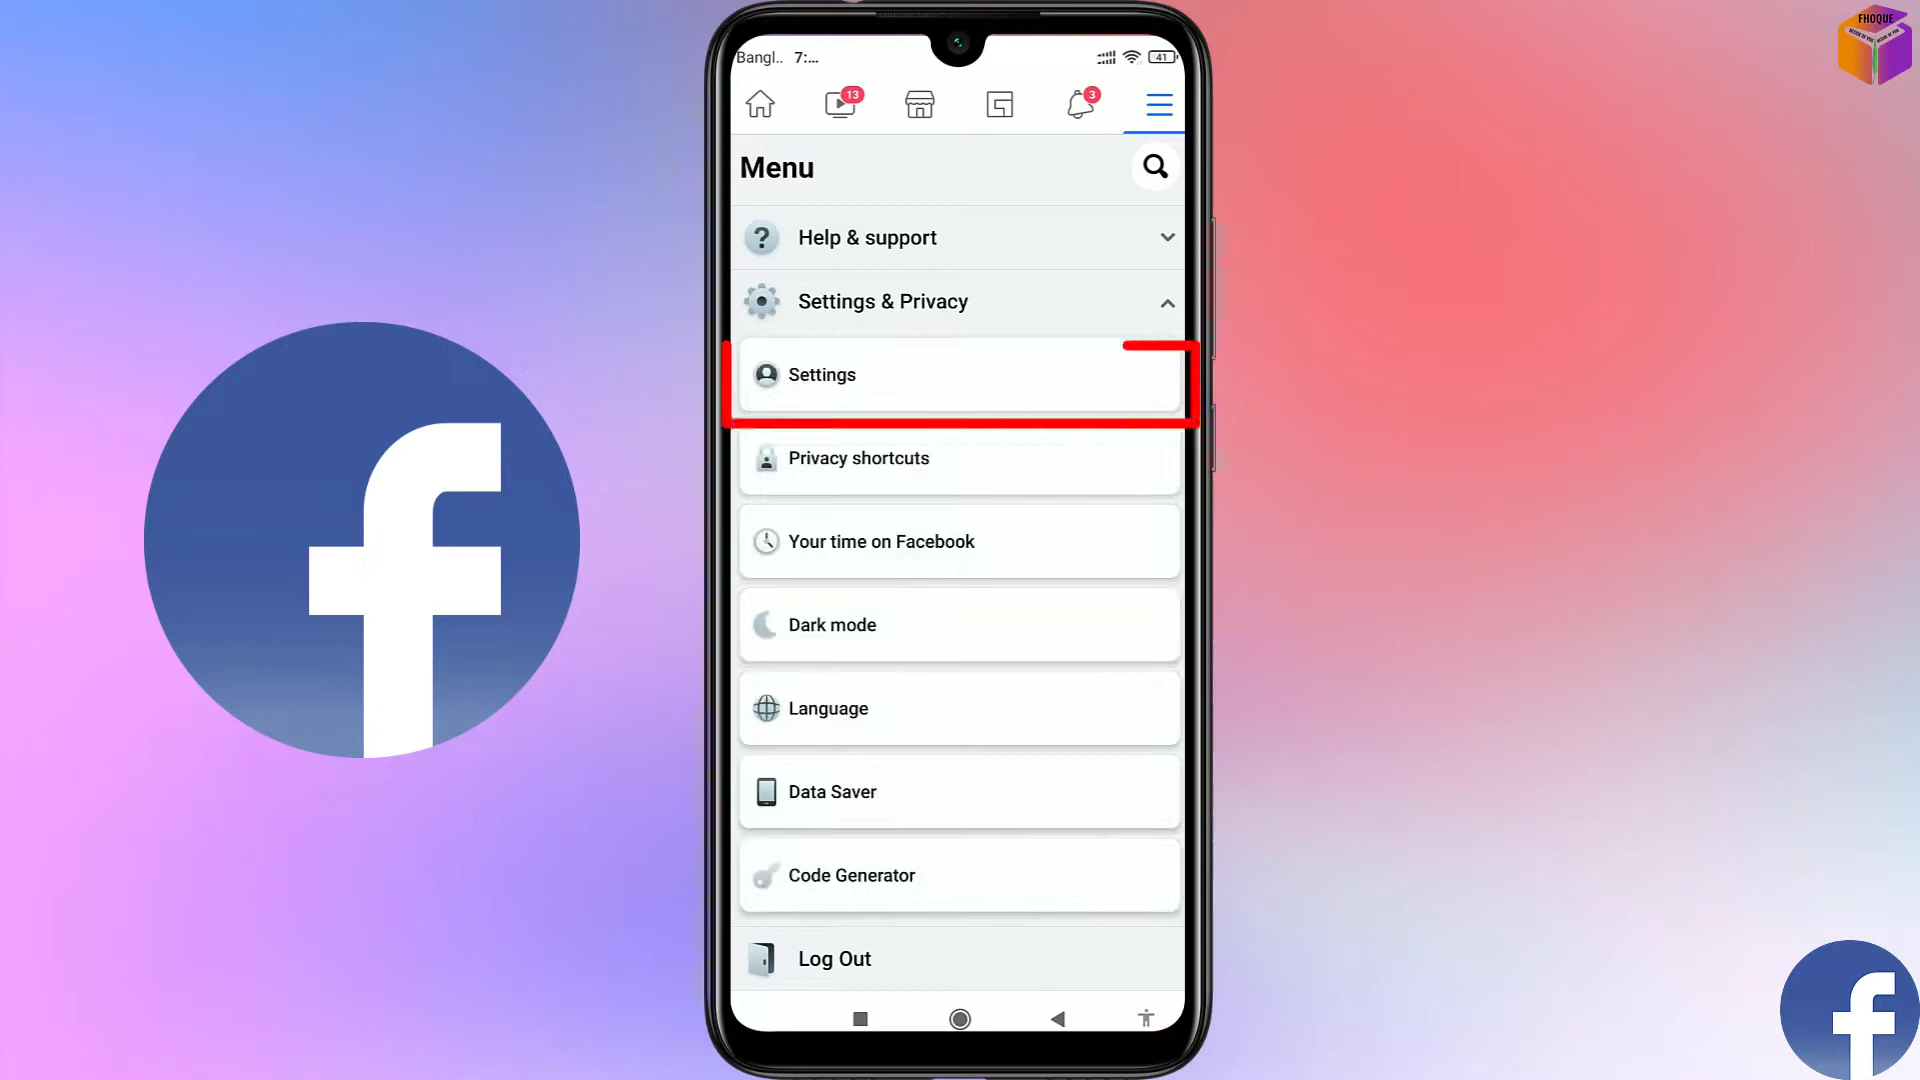 FHOQUE
Bangl.. 7:... 41
13
3
Menu
Help & support
Settings & Privacy
Settings
Privacy shortcuts
Your time on Facebook
Dark mode
Language
Data Saver
Code Generator
Log Out